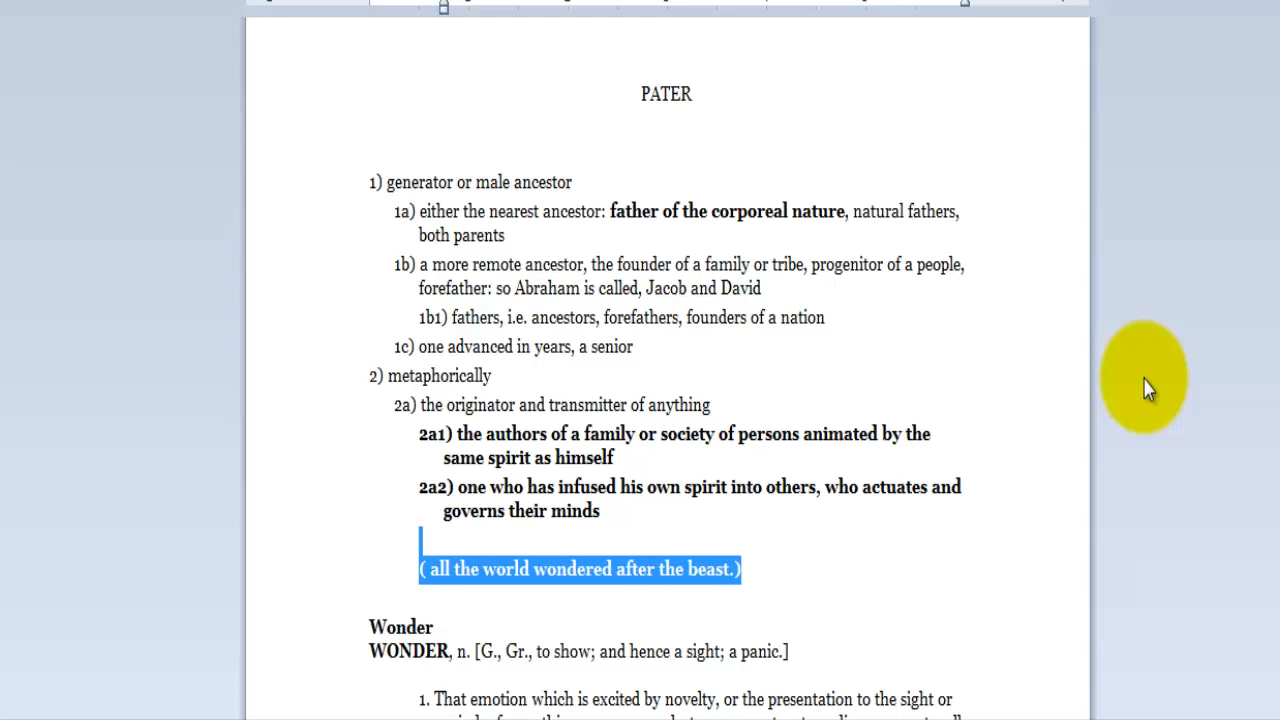 PATER
1) generator or male ancestor
1a) either the nearest ancestor: father of the corporeal nature, natural fathers,
both parents
1b) a more remote ancestor, the founder of a family or tribe, progenitor of a people,
forefather: so Abraham is called, Jacob and David
1b1) fathers, i.e. ancestors, forefathers, founders of a nation
1c) one advanced in years, a senior
2) metaphorically
2a) the originator and transmitter of anything
2a1) the authors of a family or society of persons animated by the
same spirit as himself
2a2) one who has infused his own spirit into others, who actuates and
governs their minds
( all the world wondered after the beast.)
Wonder
WONDER, n. [G., Gr., to show; and hence a sight; a panic.]
1. That emotion which is excited by novelty, or the presentation to the sight or